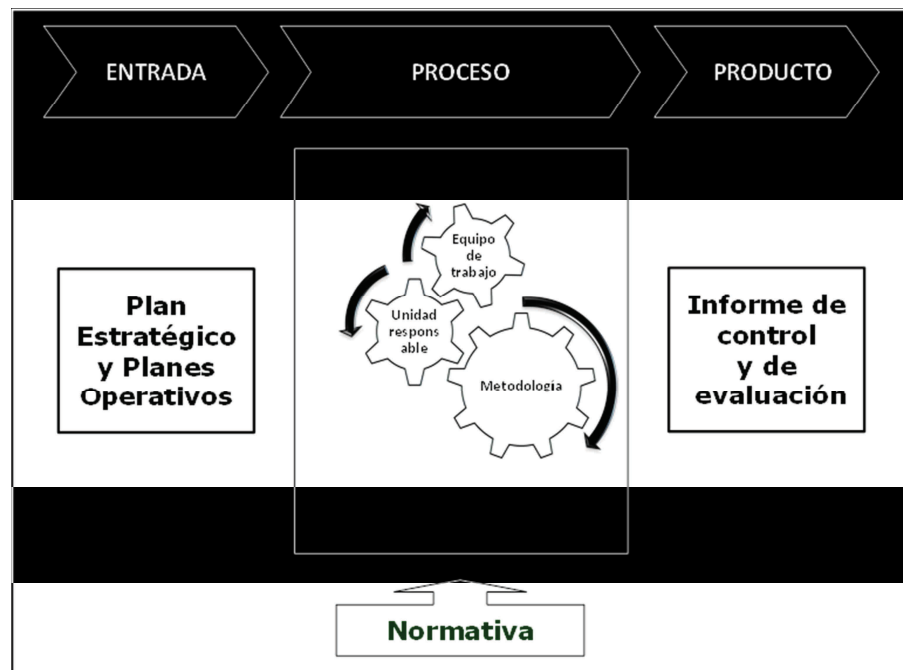 ENTRADA
PROCESO
PRODUCTO
Plan
Estratégico
y Planes
Operativos
Equipo
de
trabajo
Unidad
respons
able
Metodología
Informe de
control
y de
evaluación
Normativa